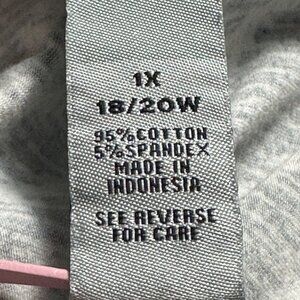 1X
18/20W
95%COTTON
5%SPANDEX
MADE IN
INDONESIA
SEE REVERSE
FOR CARE